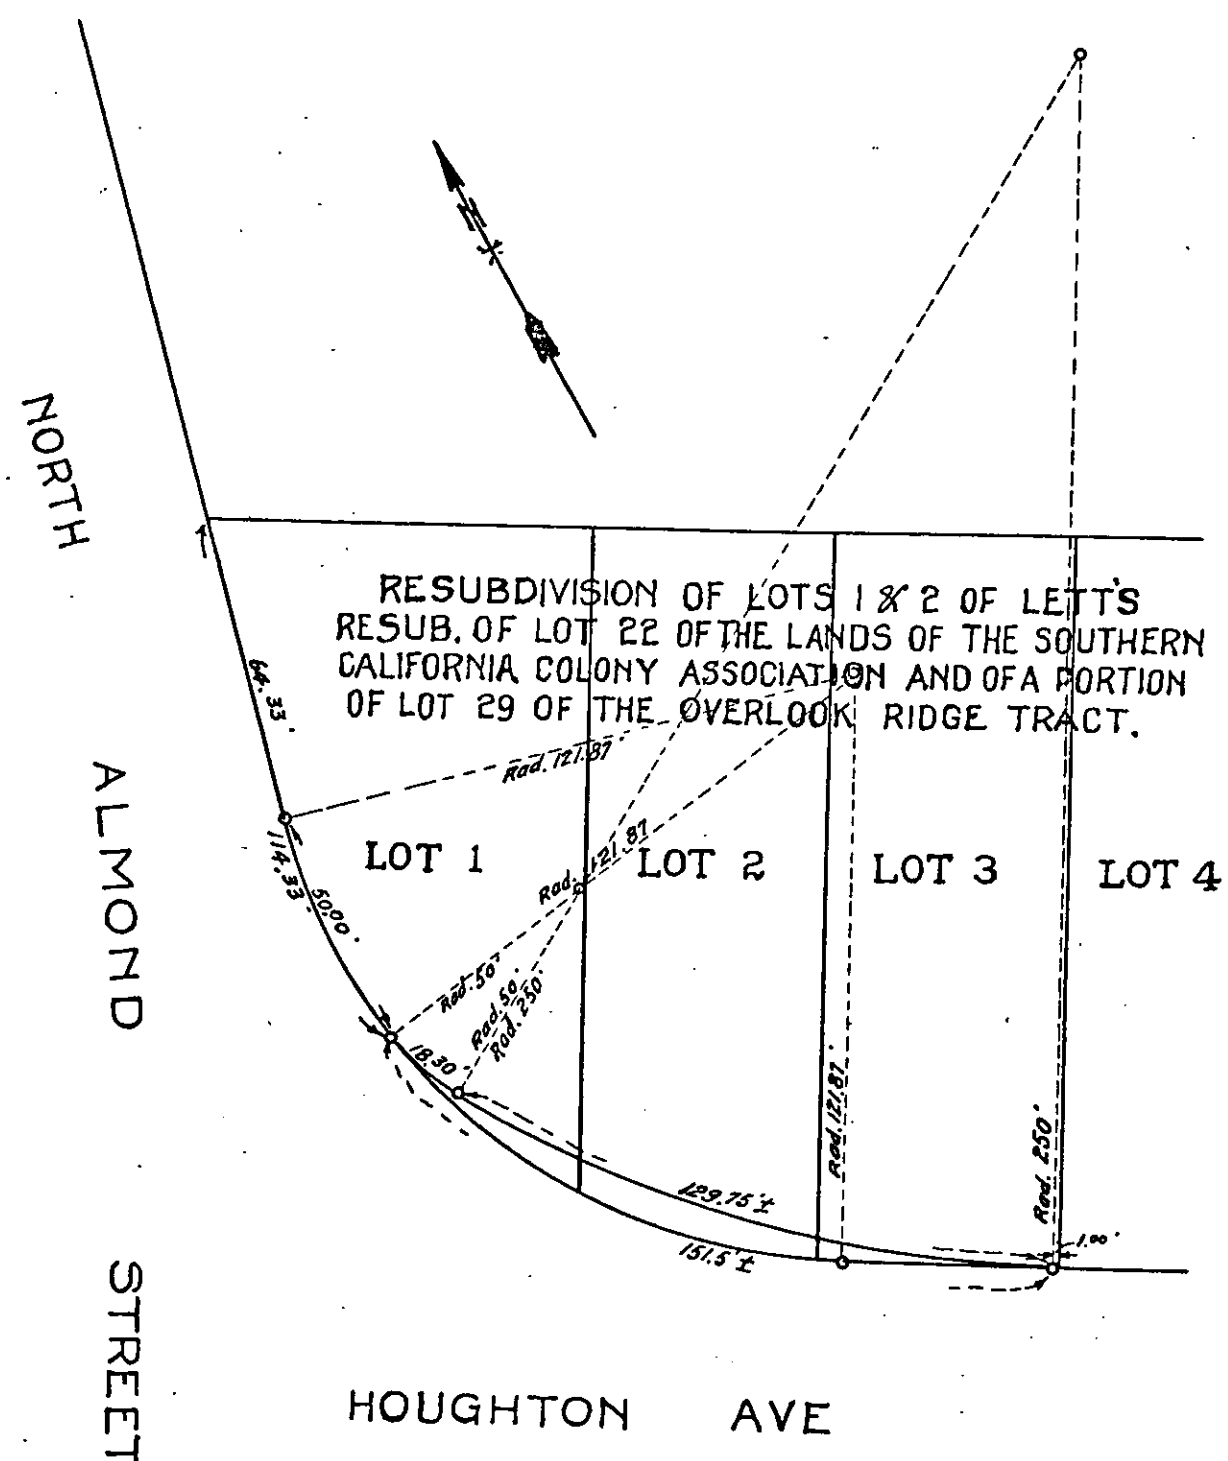 N
NORTH
ALMOND
STREET
RESUBDIVISION OF LOTS 1 & 2 OF LETT'S
RESUB. OF LOT 22 OF THE LANDS OF THE SOUTHERN
CALIFORNIA COLONY ASSOCIATION AND OF A PORTION
OF LOT 29 OF THE OVERLOOK RIDGE TRACT.
64.33'
Rad. 121.87'
114.33'
50.00'
LOT 1
LOT 2
LOT 3
LOT 4
Rad. 121.87
Rad. 50'
Rad. 50'
Rad. 250'
18.30'
Rad. 121.87'
Rad. 250'
129.75'±
151.5'±
1.00'
HOUGHTON AVE